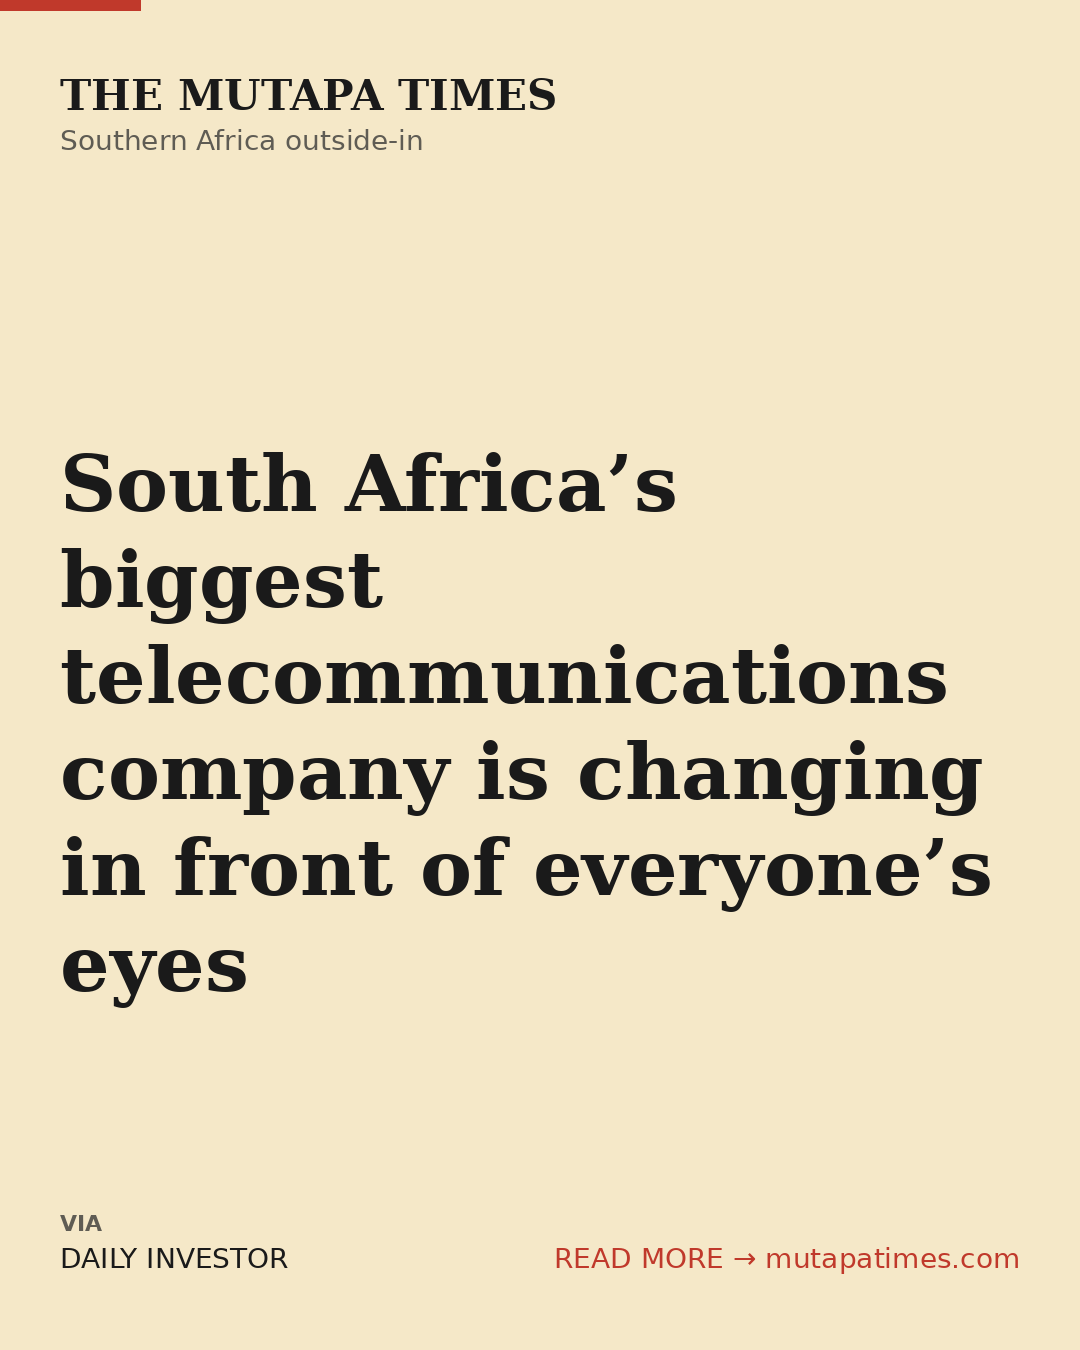 THE MUTAPA TIMES
Southern Africa outside-in
South Africa’s
biggest
telecommunications
company is changing
in front of everyone’s
eyes
VIA
DAILY INVESTOR
READ MORE → mutapatimes.com